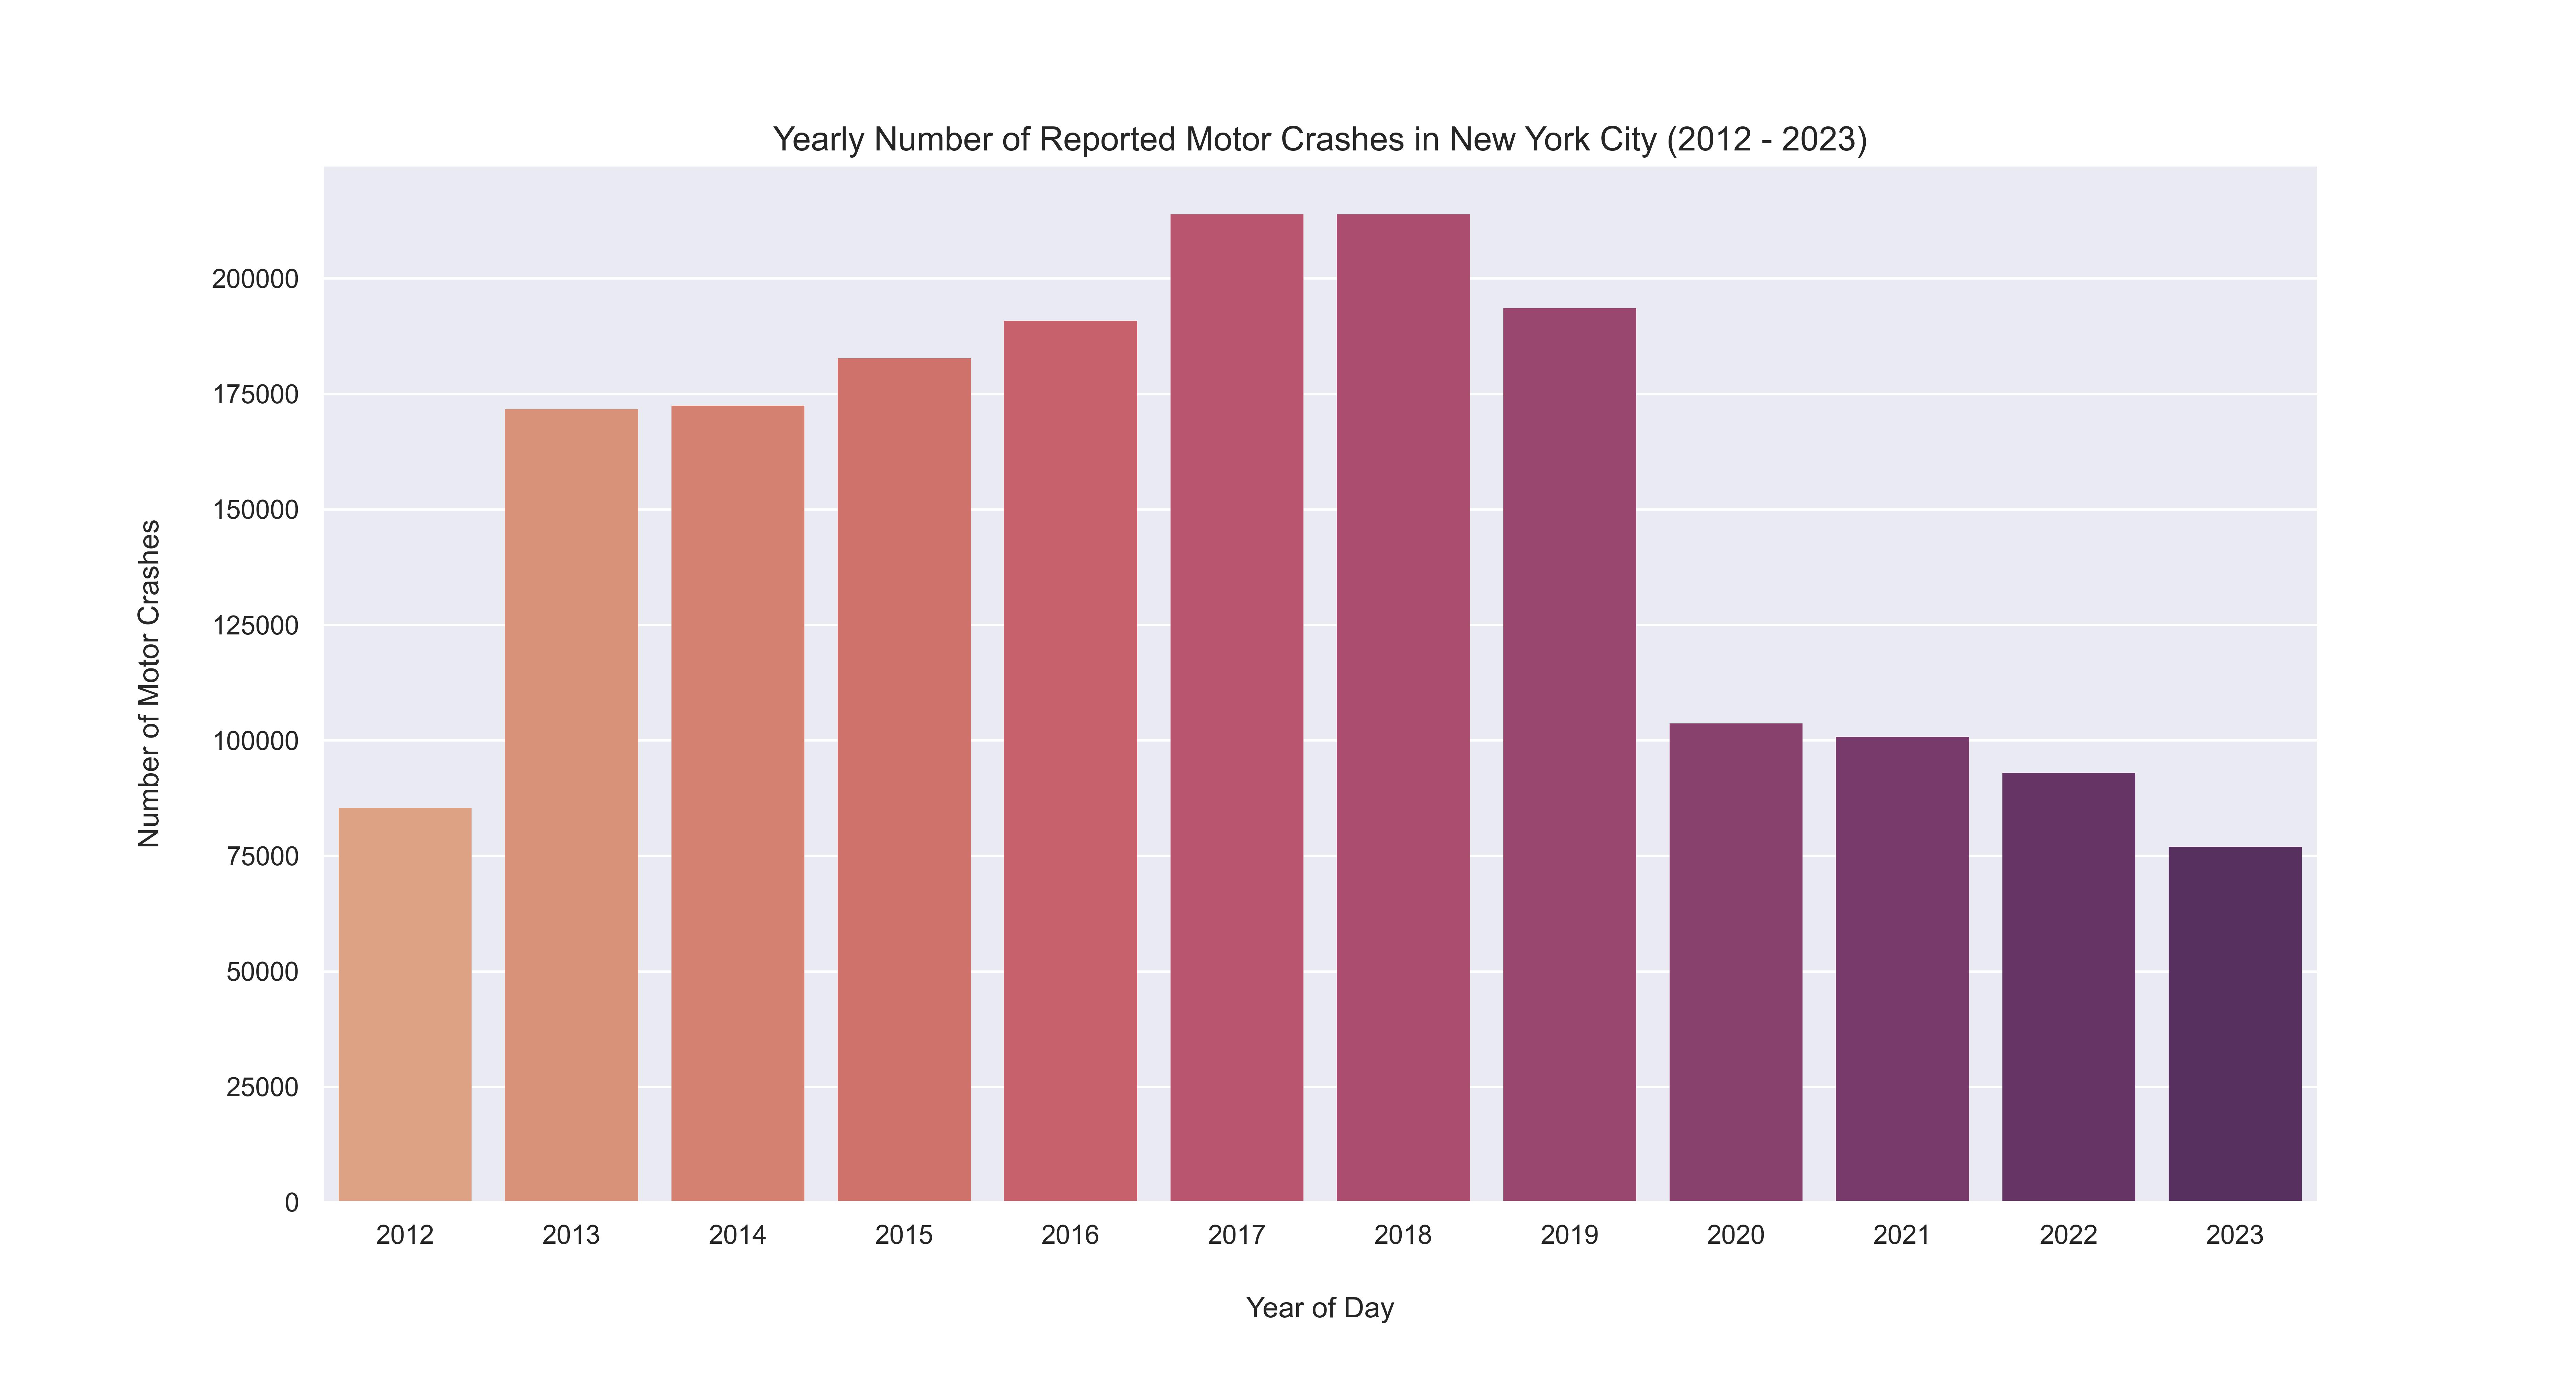 Yearly Number of Reported Motor Crashes in New York City (2012 - 2023)
Number of Motor Crashes
200000
175000
150000
125000
100000
75000
50000
25000
0
2012 2013 2014 2015 2016 2017 2018 2019 2020 2021 2022 2023
Year of Day